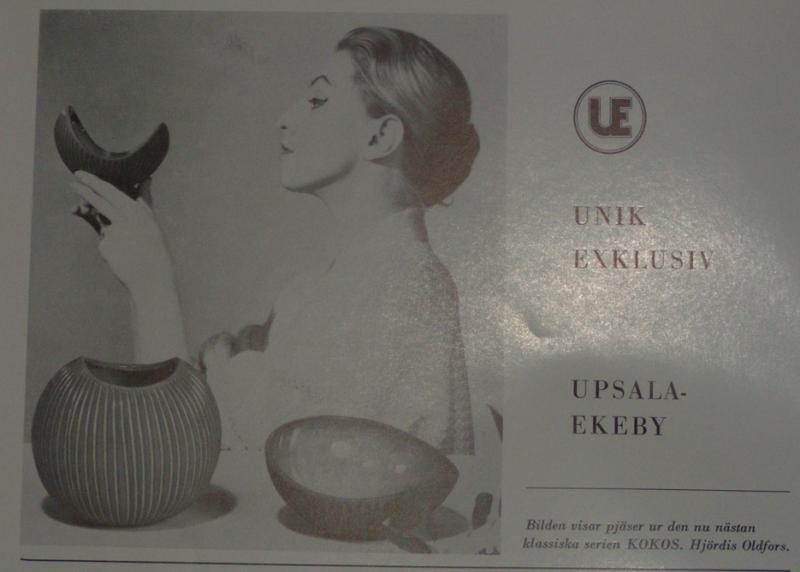 UE
UNIK
EXKLUSIV
UPSALA-
EKEBY
Bilden visar pjäser ur den nu nästan
klassiska serien KOKOS. Hjördis Oldfors.